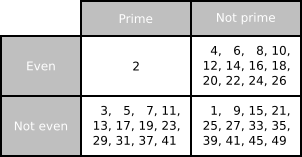 Prime
Not prime
Even
2
4, 6, 8, 10,
12, 14, 16, 18,
20, 22, 24, 26
Not even
3, 5, 7, 11,
13, 17, 19, 23,
29, 31, 37, 41
1, 9, 15, 21,
25, 27, 33, 35,
39, 41, 45, 49